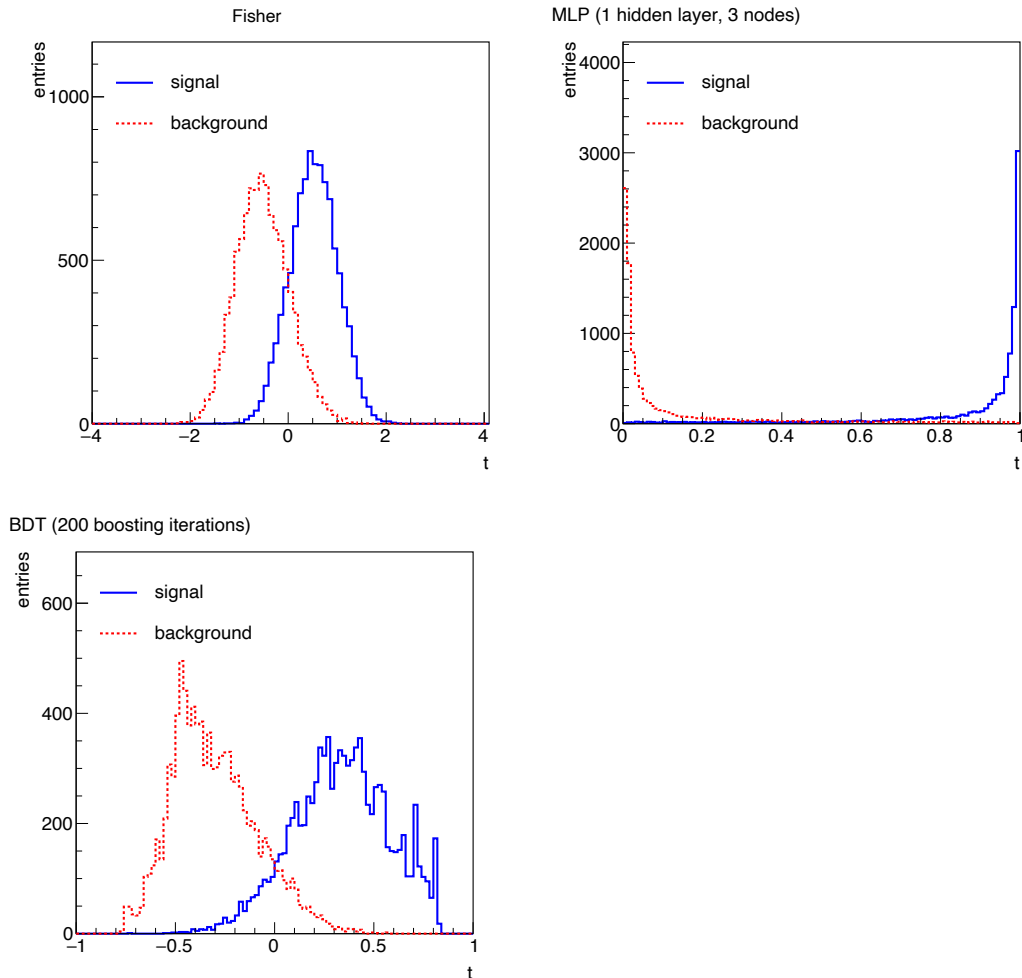 Fisher
entries
1000
500
0
signal
background
−4
−2
0
2
4
t
MLP (1 hidden layer, 3 nodes)
entries
4000
3000
2000
1000
0
signal
background
0
0.2
0.4
0.6
0.8
1
t
BDT (200 boosting iterations)
entries
600
400
200
0
signal
background
−1
−0.5
0
0.5
1
t